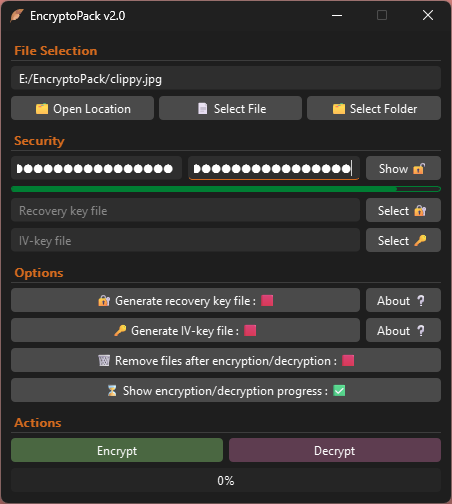 EncryptoPack v2.0
File Selection
E:/EncryptoPack/clippy.jpg
Open Location Select File Select Folder
Security
Show
Recovery key file Select
IV-key file Select
Options
Generate recovery key file : About ?
Generate IV-key file : About ?
Remove files after encryption/decryption :
Show encryption/decryption progress :
Actions
Encrypt Decrypt
0%